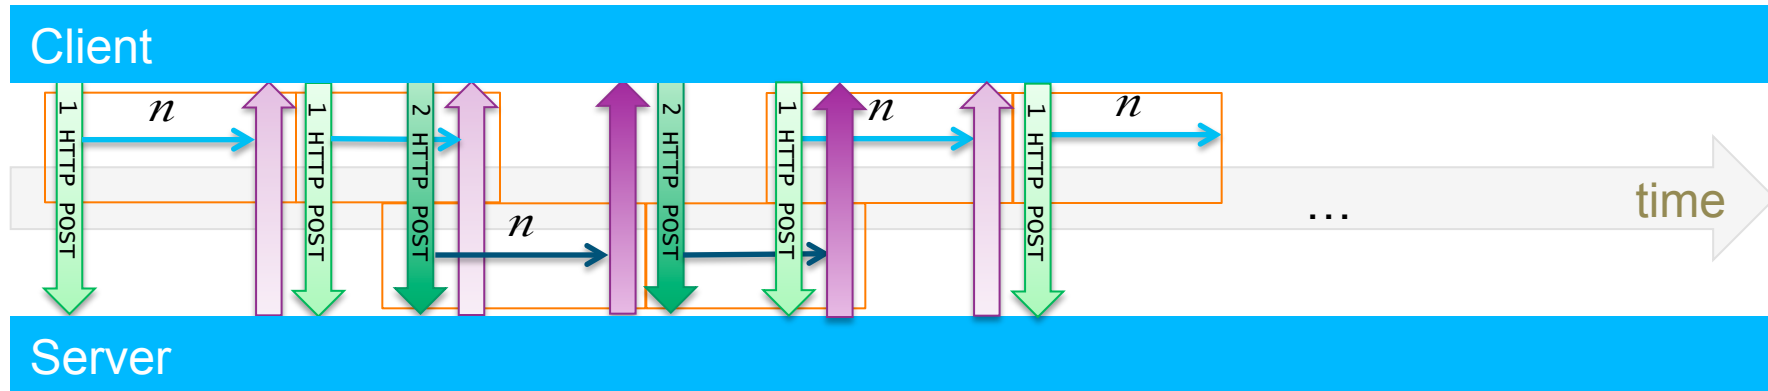 Client
1 HTTP POST
n
1 HTTP POST
2 HTTP POST
n
2 HTTP POST
1 HTTP POST
n
1 HTTP POST
n
...
time
Server